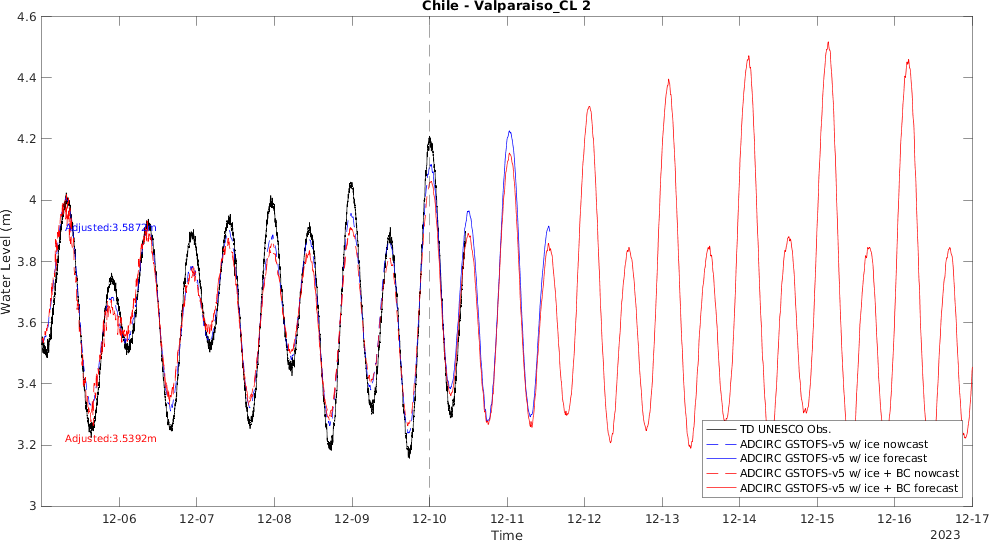 Chile - Valparaiso_CL 2
4.6
4.4
4.2
4
3.8
3.6
3.4
3.2
3
Water Level (m)
Adjusted:3.5872m
Adjusted:3.5392m
TD UNESCO Obs.
ADCIRC GSTOFS-v5 w/ ice nowcast
ADCIRC GSTOFS-v5 w/ ice forecast
ADCIRC GSTOFS-v5 w/ ice + BC nowcast
ADCIRC GSTOFS-v5 w/ ice + BC forecast
12-06 12-07 12-08 12-09 12-10 12-11 12-12 12-13 12-14 12-15 12-16 12-17
Time
2023